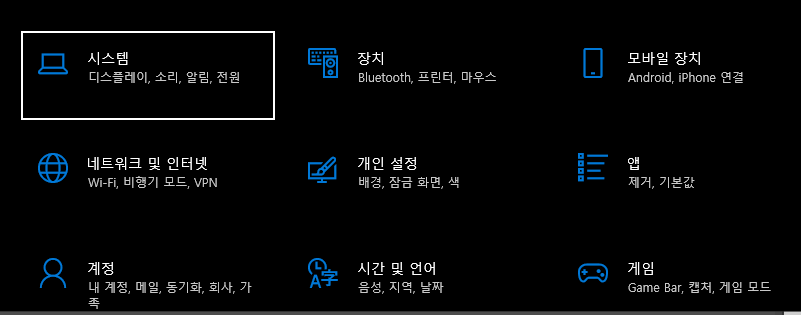 시스템
디스플레이, 소리, 알림, 전원
장치
Bluetooth, 프린터, 마우스
모바일 장치
Android, iPhone 연결
네트워크 및 인터넷
Wi-Fi, 비행기 모드, VPN
개인 설정
배경, 잠금 화면, 색
앱
제거, 기본값
계정
내 계정, 메일, 동기화, 회사, 가
족
시간 및 언어
음성, 지역, 날짜
게임
Game Bar, 캡처, 게임 모드